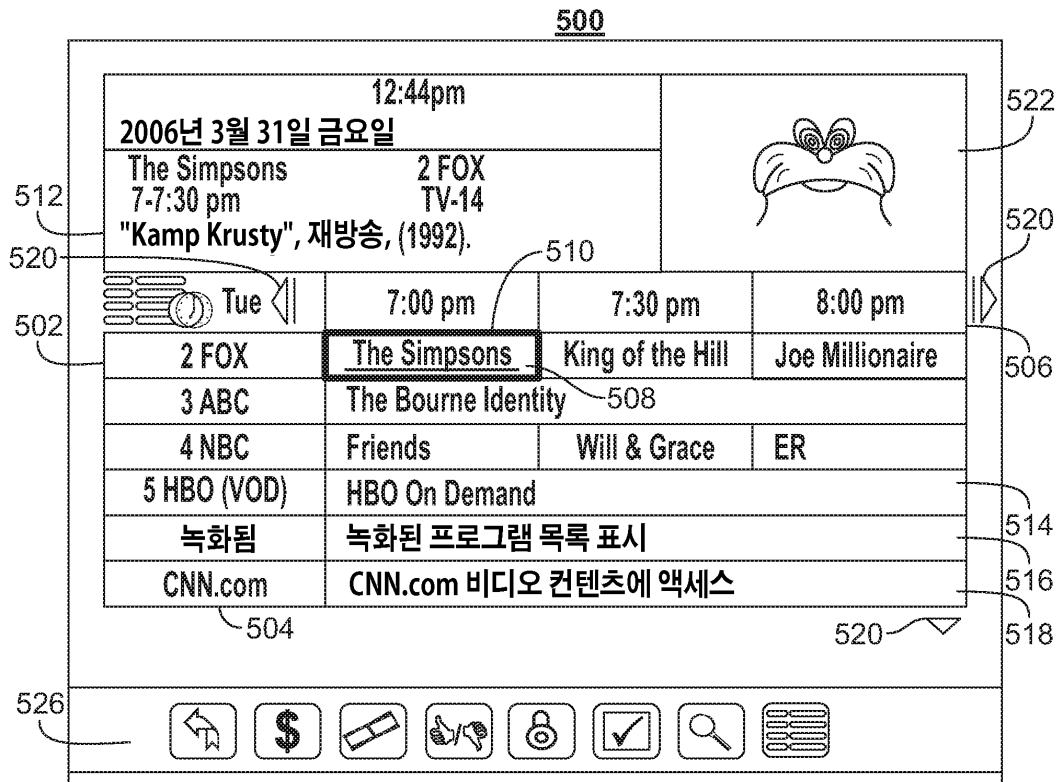 500
12:44pm
2006년 3월 31일 금요일
The Simpsons 2 FOX
7-7:30 pm TV-14
"Kamp Krusty", 재방송, (1992).
522
512
520
510
520
Tue 7:00 pm 7:30 pm 8:00 pm
502
2 FOX The Simpsons King of the Hill Joe Millionaire
506
3 ABC The Bourne Identity
508
4 NBC Friends Will & Grace ER
5 HBO (VOD) HBO On Demand
514
녹화됨 녹화된 프로그램 목록 표시
516
CNN.com CNN.com 비디오 컨텐츠에 액세스
518
504
520
526
$